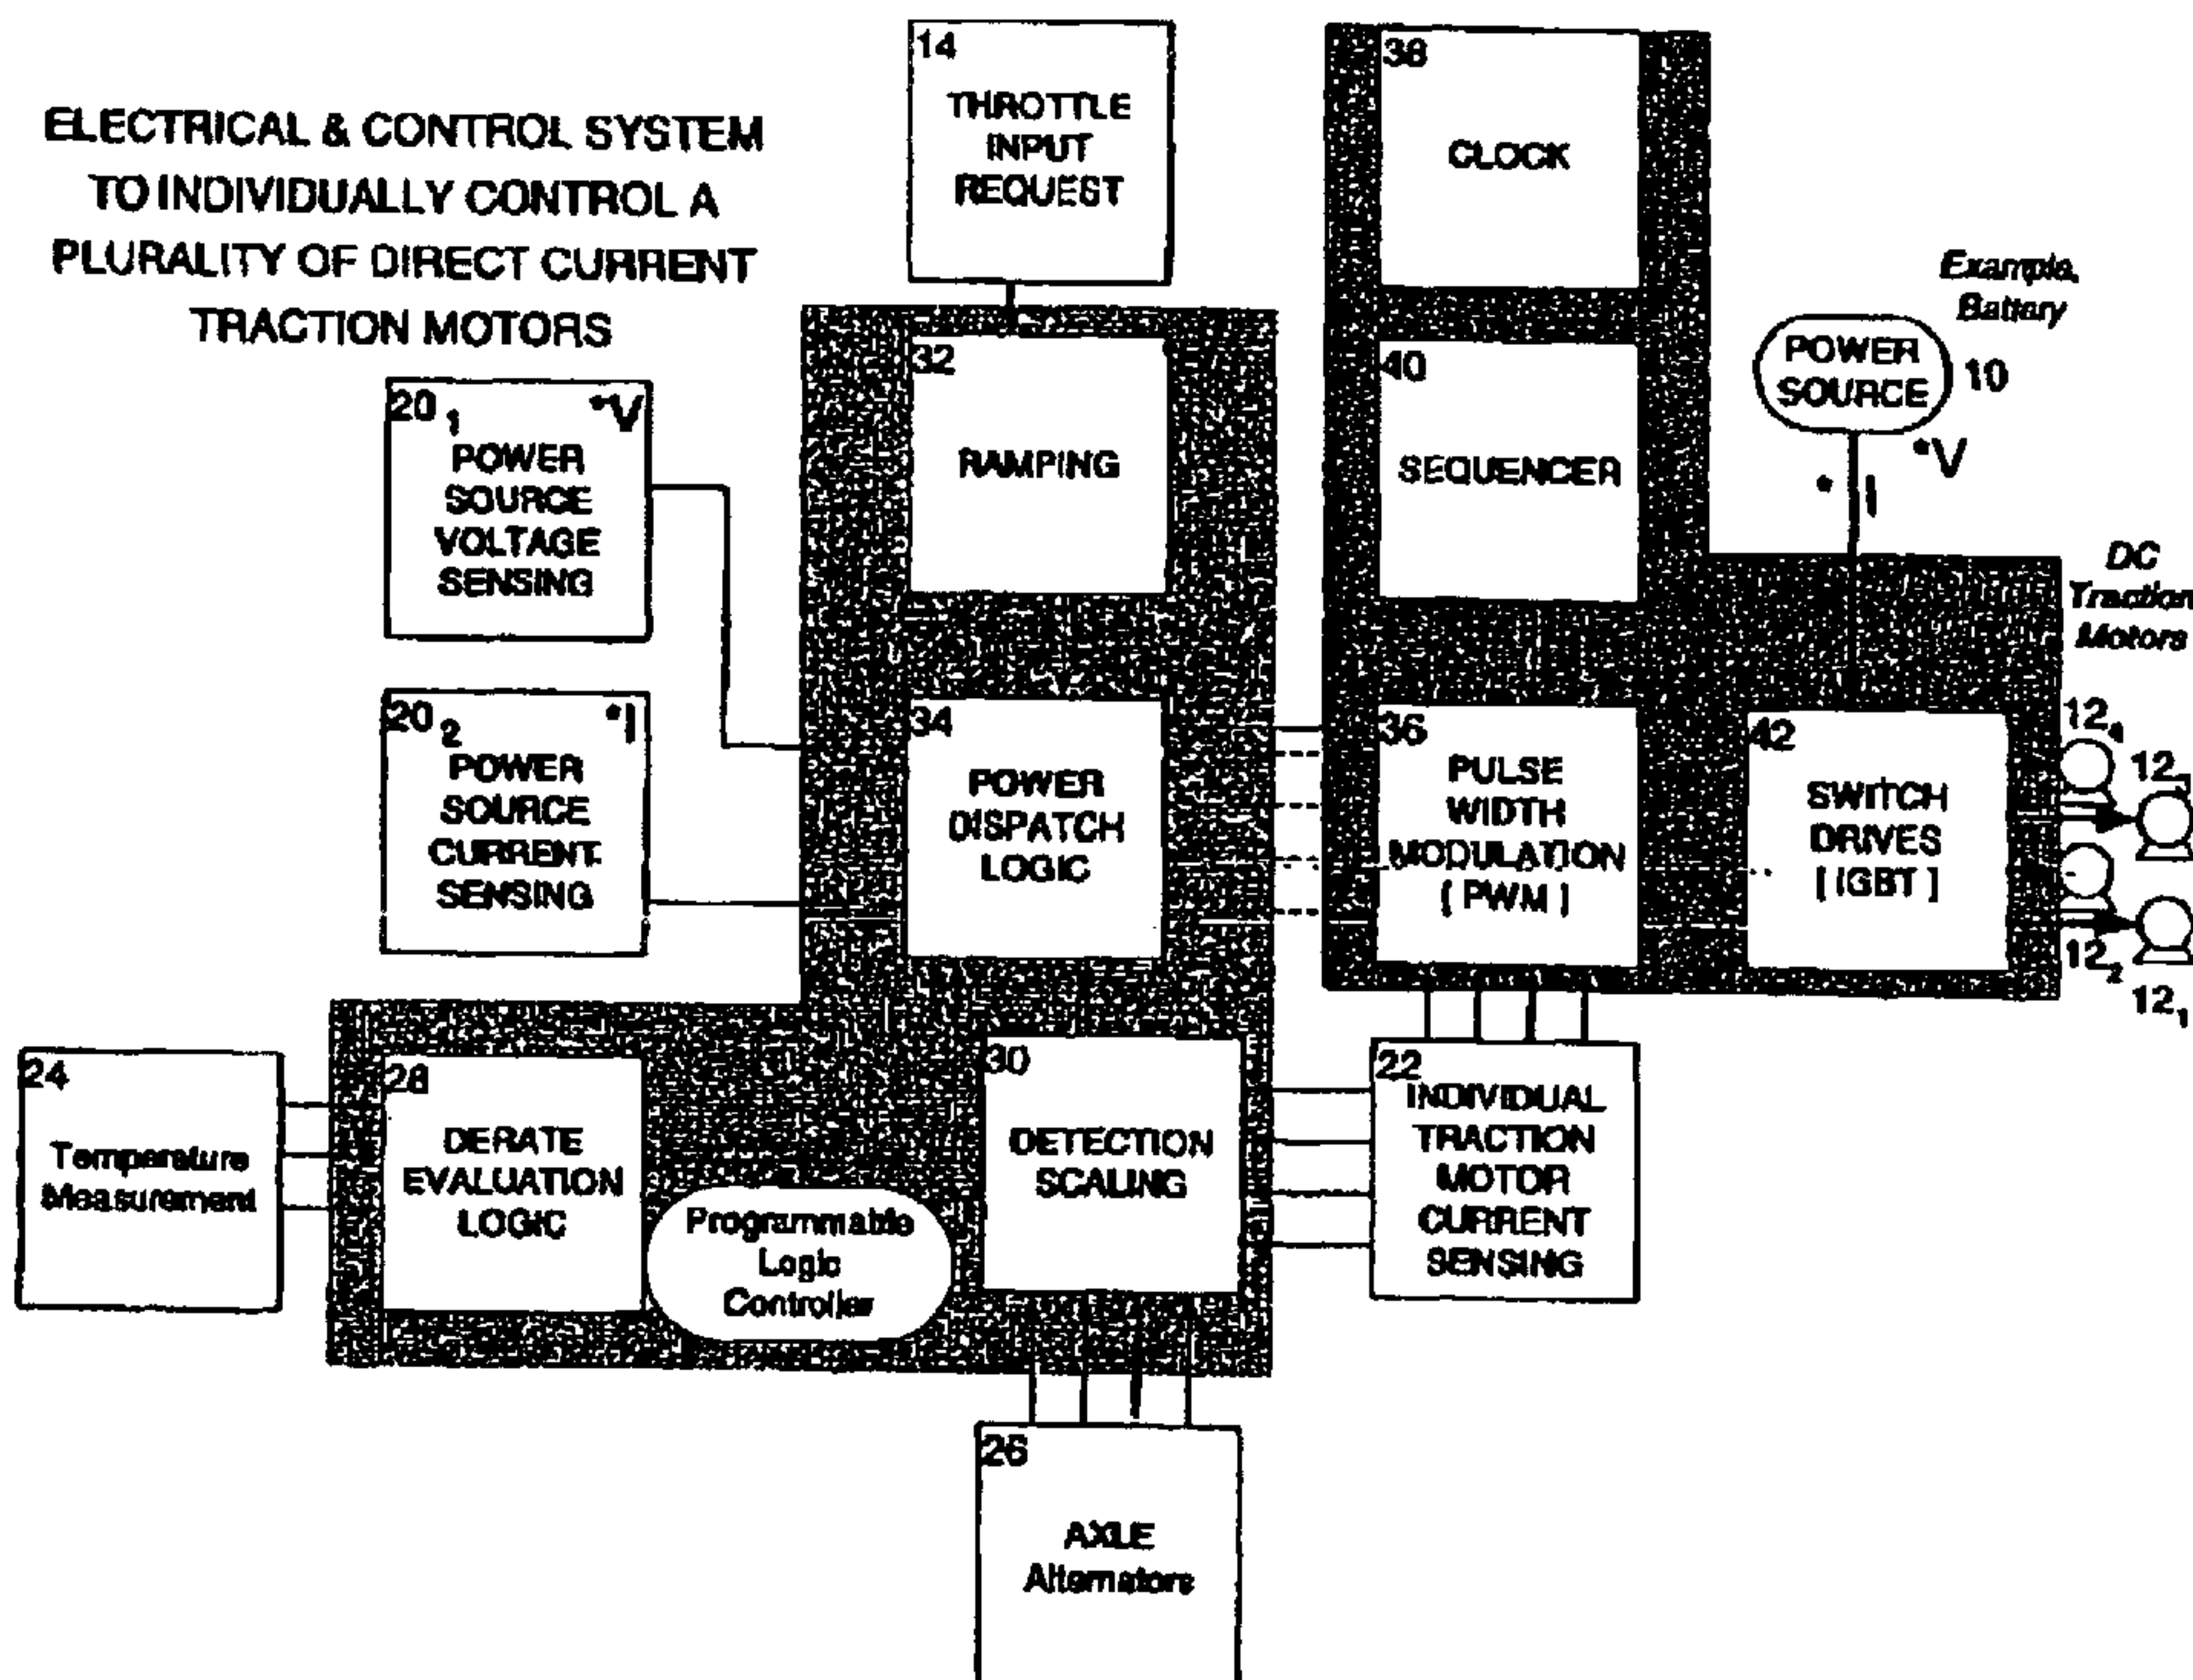 ELECTRICAL & CONTROL SYSTEM
TO INDIVIDUALLY CONTROL A
PLURALITY OF DIRECT CURRENT
TRACTION MOTORS
14
THROTTLE
INPUT
REQUEST
38
CLOCK
Example,
Battery
POWER
SOURCE
10
*V
* I
20 1 *V
POWER
SOURCE
VOLTAGE
SENSING
32
RAMPING
40
SEQUENCER
DC
Traction
Motors
20 2 *I
POWER
SOURCE
CURRENT
SENSING
34
POWER
DISPATCH
LOGIC
36
PULSE
WIDTH
MODULATION
[ PWM ]
42
SWITCH
DRIVES
[ IGBT ]
12 4
12
12 2
12 1
24
Temperature
Measurement
28
DERATE
EVALUATION
LOGIC
Programmable
Logic
Controller
30
DETECTION
SCALING
22
INDIVIDUAL
TRACTION
MOTOR
CURRENT
SENSING
26
AXLE
Alternators